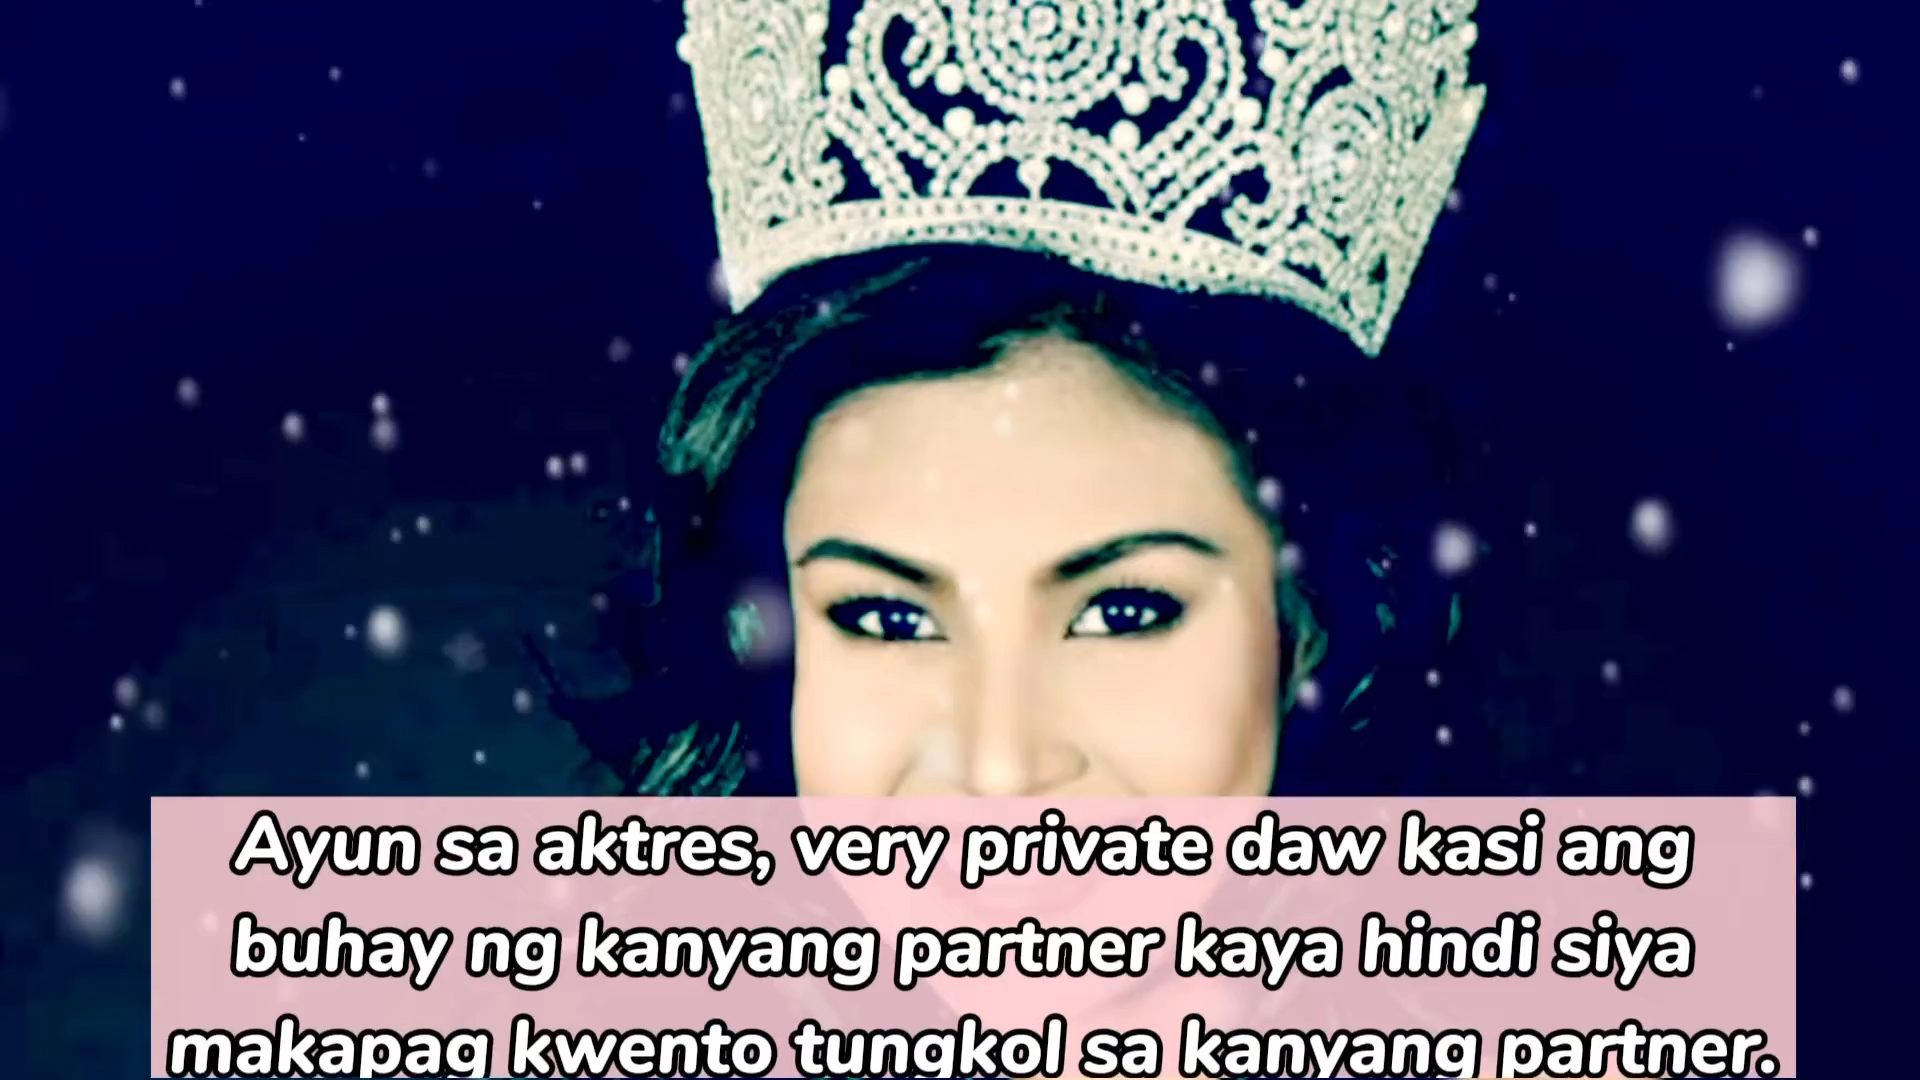 Ayun sa aktres, very private daw kasi ang
buhay ng kanyang partner kaya hindi siya
makapag kwento tungkol sa kanyang partner.